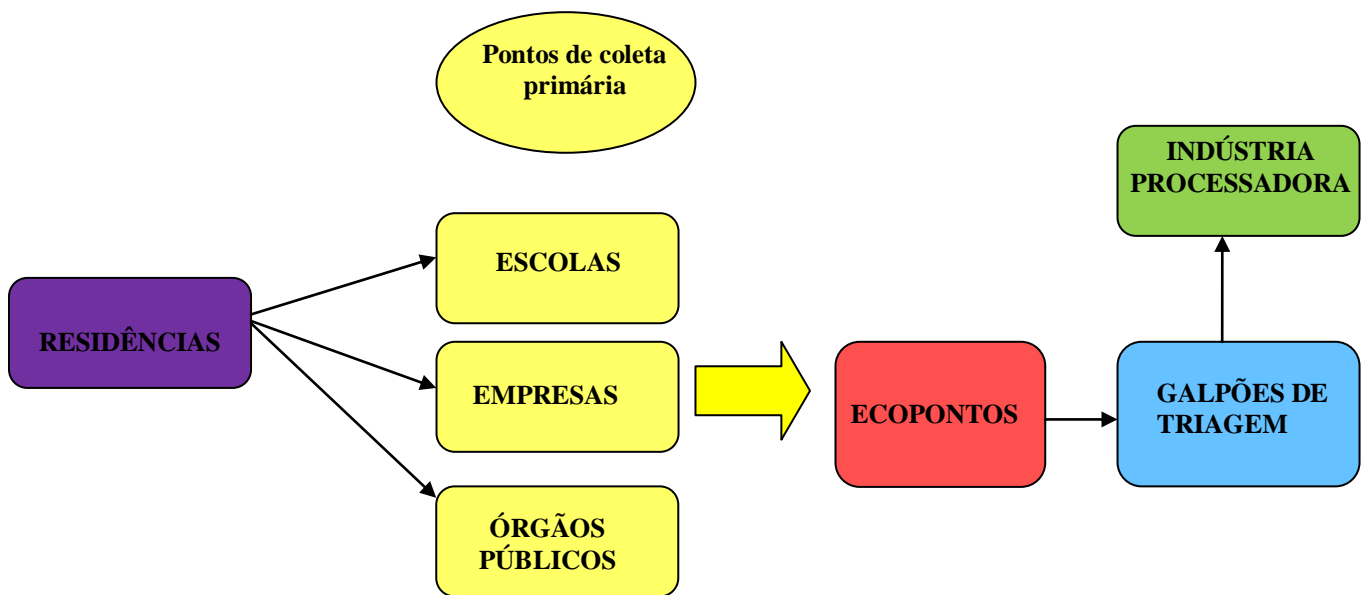 Pontos de coleta
primária
INDÚSTRIA
PROCESSADORA
ESCOLAS
RESIDÊNCIAS
EMPRESAS
ECOPONTOS
GALPÕES DE
TRIAGEM
ÓRGÃOS
PÚBLICOS